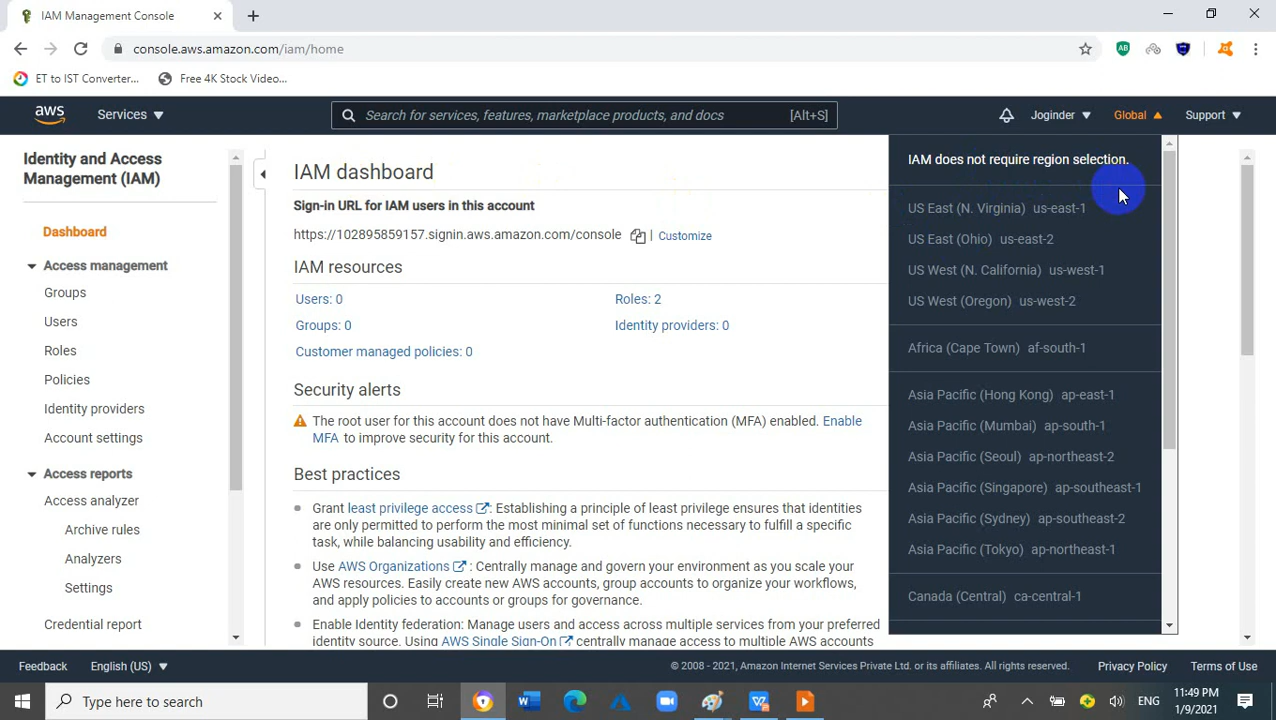 IAM Management Console
console.aws.amazon.com/iam/home
ET to IST Converter...
Free 4K Stock Video...
aws
Services
Search for services, features, marketplace products, and docs
[Alt+S]
Joginder
Global
Support
Identity and Access
Management (IAM)
Dashboard
Access management
Groups
Users
Roles
Policies
Identity providers
Account settings
Access reports
Access analyzer
Archive rules
Analyzers
Settings
Credential report
IAM dashboard
Sign-in URL for IAM users in this account
https://102895859157.signin.aws.amazon.com/console | Customize
IAM resources
Users: 0
Roles: 2
Groups: 0
Identity providers: 0
Customer managed policies: 0
Security alerts
The root user for this account does not have Multi-factor authentication (MFA) enabled. Enable
MFA to improve security for this account.
Best practices
Grant least privilege access : Establishing a principle of least privilege ensures that identities
are only permitted to perform the most minimal set of functions necessary to fulfill a specific
task, while balancing usability and efficiency.
Use AWS Organizations : Centrally manage and govern your environment as you scale your
AWS resources. Easily create new AWS accounts, group accounts to organize your workflows,
and apply policies to accounts or groups for governance.
Enable Identity federation: Manage users and access across multiple services from your preferred
identity source. Using AWS Single Sign-On centrally manage access to multiple AWS accounts
IAM does not require region selection.
US East (N. Virginia) us-east-1
US East (Ohio) us-east-2
US West (N. California) us-west-1
US West (Oregon) us-west-2
Africa (Cape Town) af-south-1
Asia Pacific (Hong Kong) ap-east-1
Asia Pacific (Mumbai) ap-south-1
Asia Pacific (Seoul) ap-northeast-2
Asia Pacific (Singapore) ap-southeast-1
Asia Pacific (Sydney) ap-southeast-2
Asia Pacific (Tokyo) ap-northeast-1
Canada (Central) ca-central-1
Feedback
English (US)
© 2008 - 2021, Amazon Internet Services Private Ltd. or its affiliates. All rights reserved.
Privacy Policy
Terms of Use
Type here to search
ENG
11:49 PM
1/9/2021